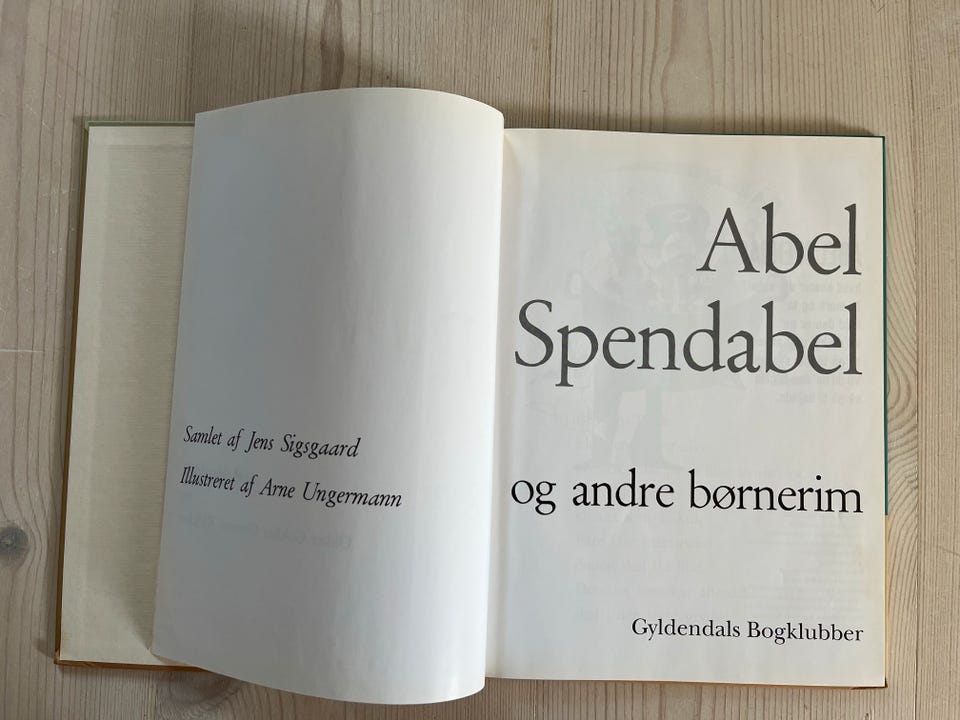 Samlet af Jens Sigsgaard
Illustreret af Arne Ungermann
Abel
Spendabel
og andre børnerim
Gyldendals Bogklubber